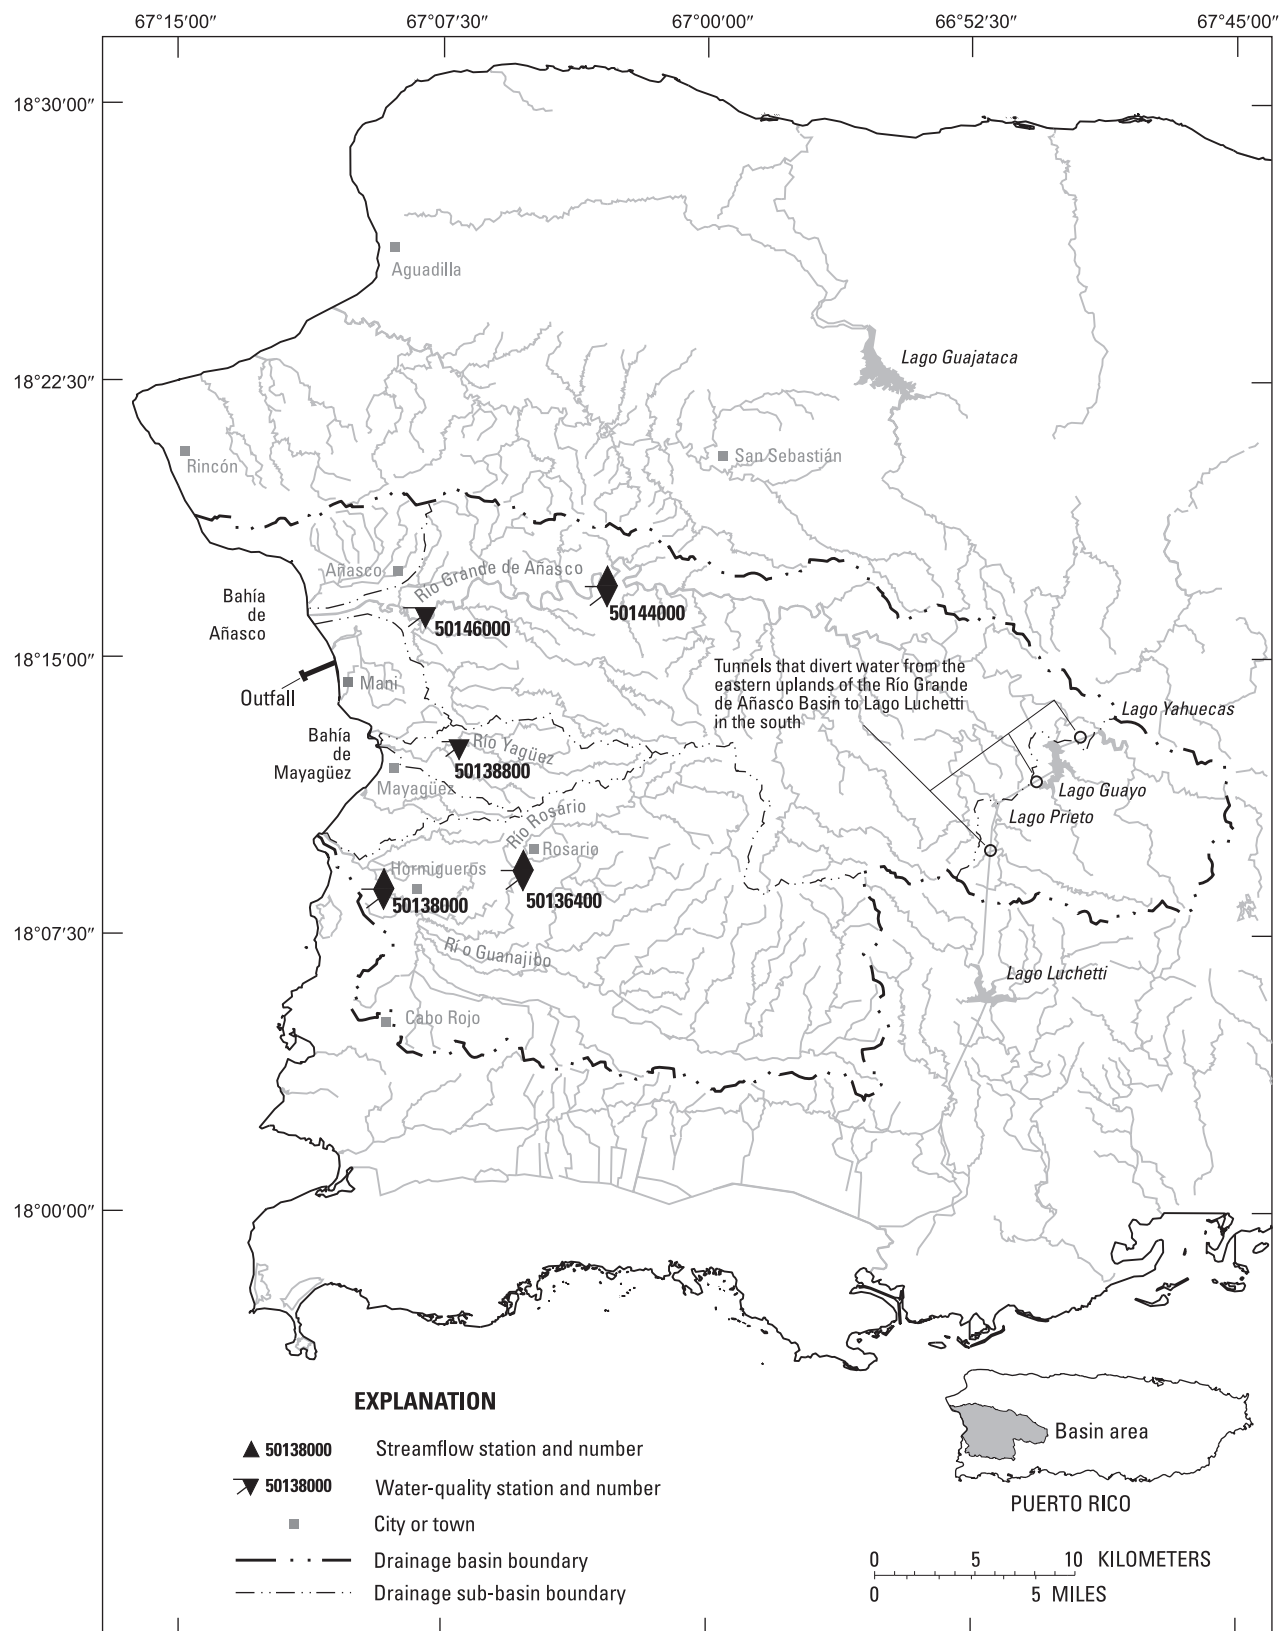 67°15′00″ 67°07′30″ 67°00′00″ 66°52′30″ 67°45′00″
18°30′00″
Aguadilla
Lago Guajataca
18°22′30″
San Sebastián
Rincón
Añasco
Río Grande de Añasco
Bahía
de
Añasco
50144000
50146000
18°15′00″
Tunnels that divert water from the
eastern uplands of the Río Grande
de Añasco Basin to Lago Luchetti
in the south
Outfall
Mani
Lago Yahuecas
Bahía
de
Mayagüez
Río Yagüez
50138800
Mayagüez
Lago Guayo
Lago Prieto
Río Rosário
Rosario
Hormigueros
50138000
50136400
18°07′30″
Río Guanajibo
Lago Luchetti
Cabo Rojo
18°00′00″
EXPLANATION
50138000 Streamflow station and number
50138000 Water-quality station and number
City or town
Drainage basin boundary
Drainage sub-basin boundary
Basin area
PUERTO RICO
0 5 10 KILOMETERS
0 5 MILES